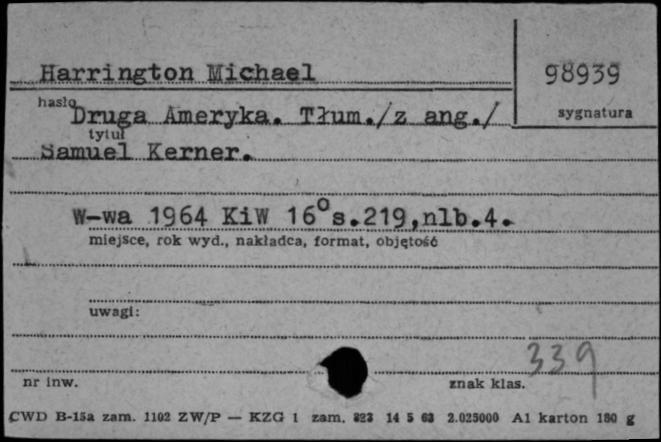 Harrington Michael
98939
hasło
sygnatura
Druga Ameryka. Tłum./z ang./
tytuł
Samuel Kerner.
W-wa 1964 KiW 16° s.219,nlb.4.
miejsce, rok wyd., nakładca, format, objętość
uwagi:
339
nr inw.
znak klas.
CWD B-15a zam. 1102 ZW/P — KZG 1 zam. 823 14 5 63 2.025000 A1 karton 180 g